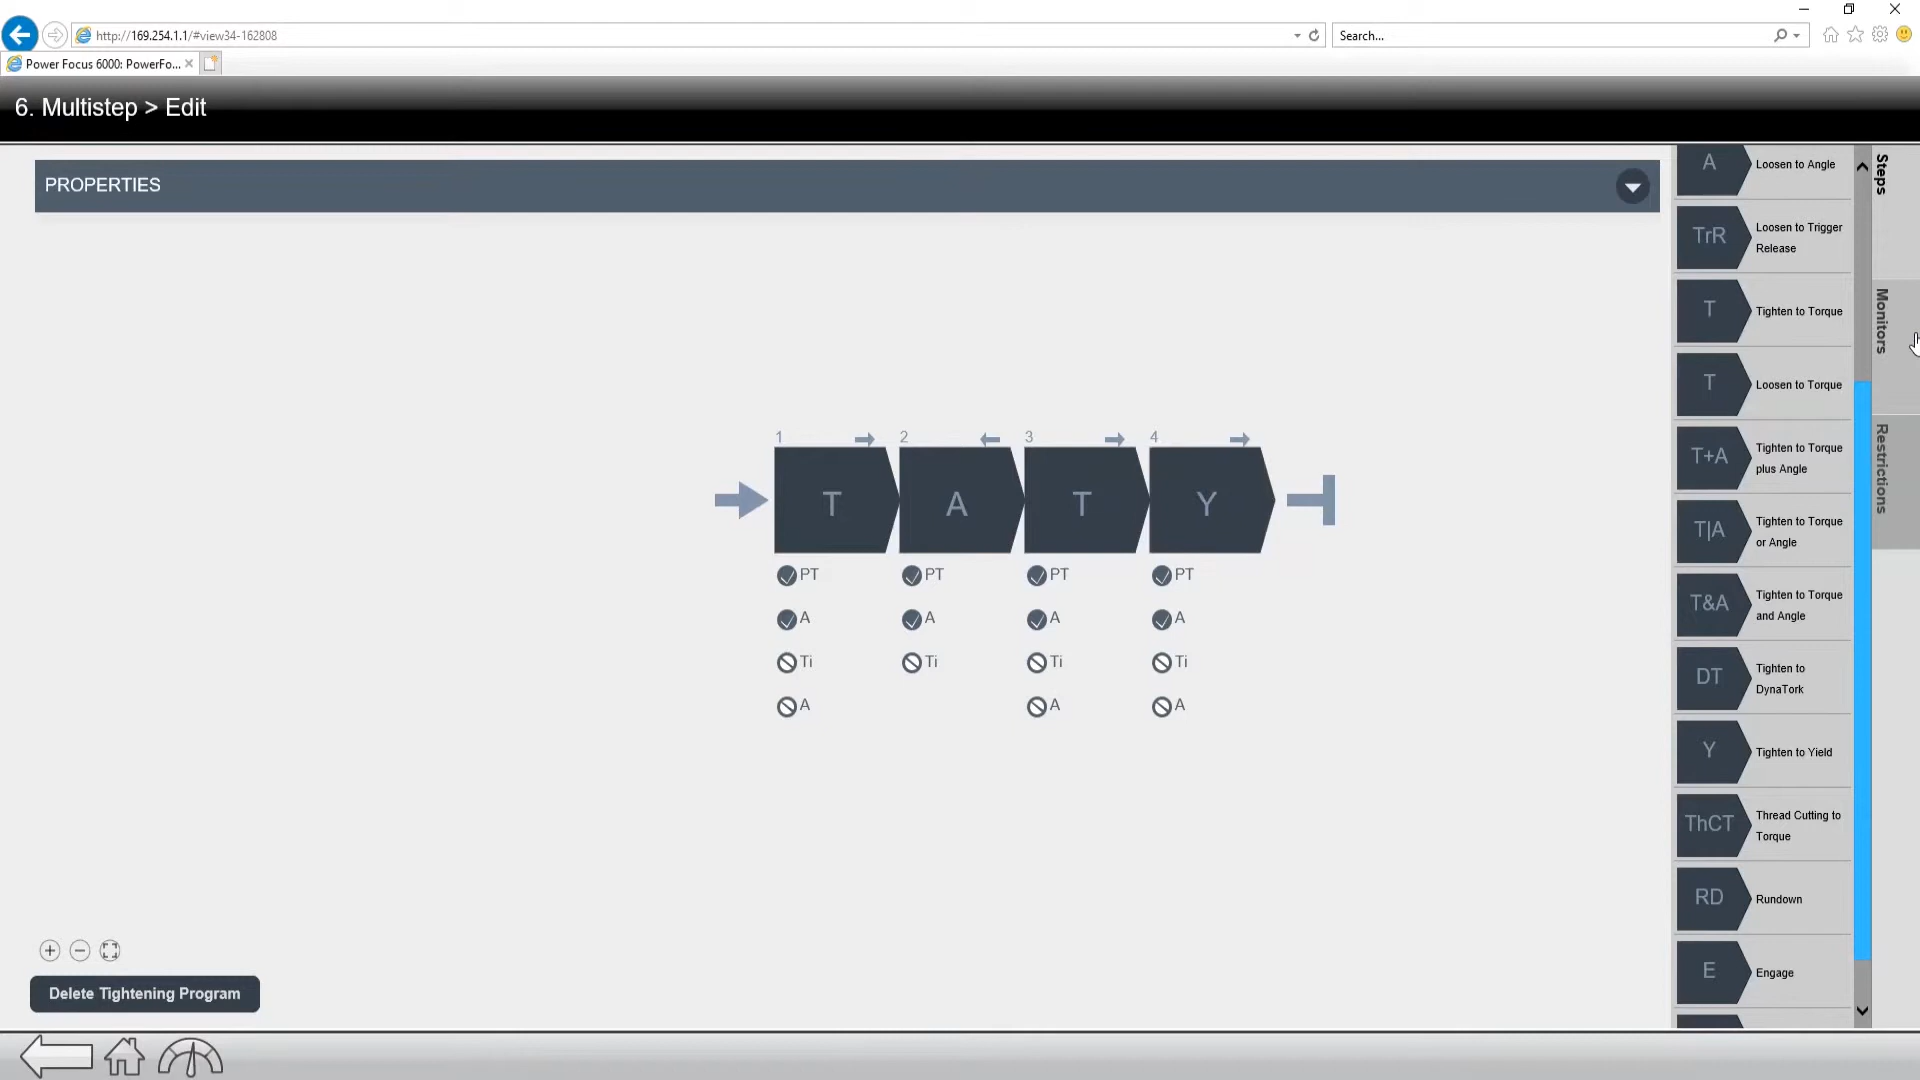 http://169.254.1.1/#view34-162808
Search...
Power Focus 6000: PowerFo...
6. Multistep > Edit
PROPERTIES
1
2
3
4
T
A
T
Y
PT
PT
PT
PT
A
A
A
A
Ti
Ti
Ti
Ti
A
A
A
Delete Tightening Program
A
Loosen to Angle
TrR
Loosen to Trigger
Release
T
Tighten to Torque
T
Loosen to Torque
T+A
Tighten to Torque
plus Angle
T|A
Tighten to Torque
or Angle
T&A
Tighten to Torque
and Angle
DT
Tighten to
DynaTork
Y
Tighten to Yield
ThCT
Thread Cutting to
Torque
RD
Rundown
E
Engage
Steps
Monitors
Restrictions